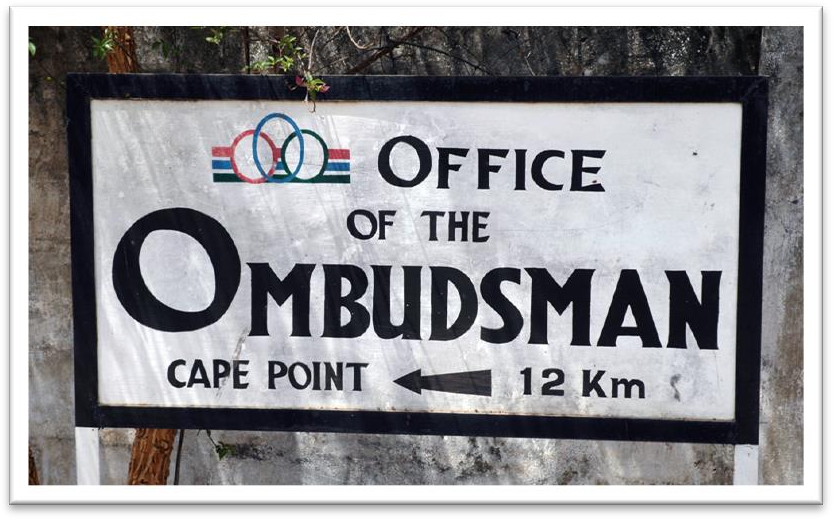 OFFICE
OF THE
OMBUDSMAN
CAPE POINT 12 Km